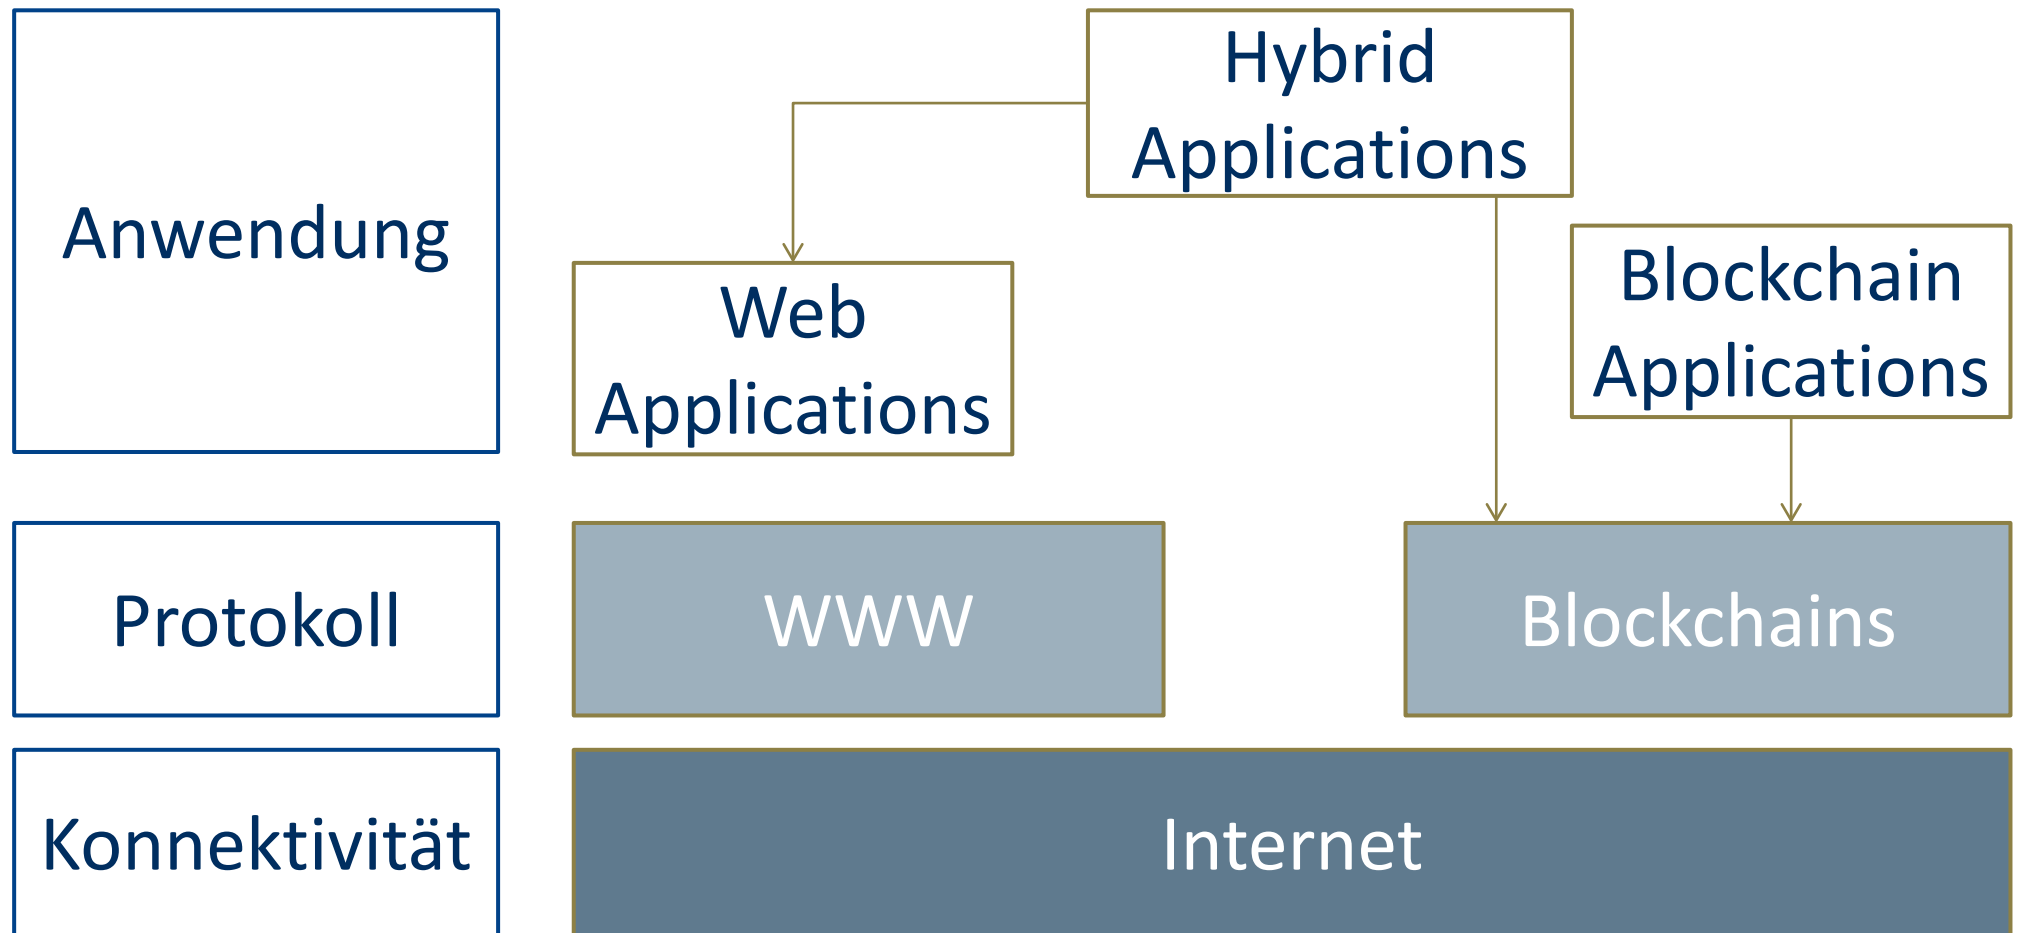 Hybrid
Applications
Anwendung
Web
Applications
Blockchain
Applications
Protokoll
WWW
Blockchains
Konnektivität
Internet